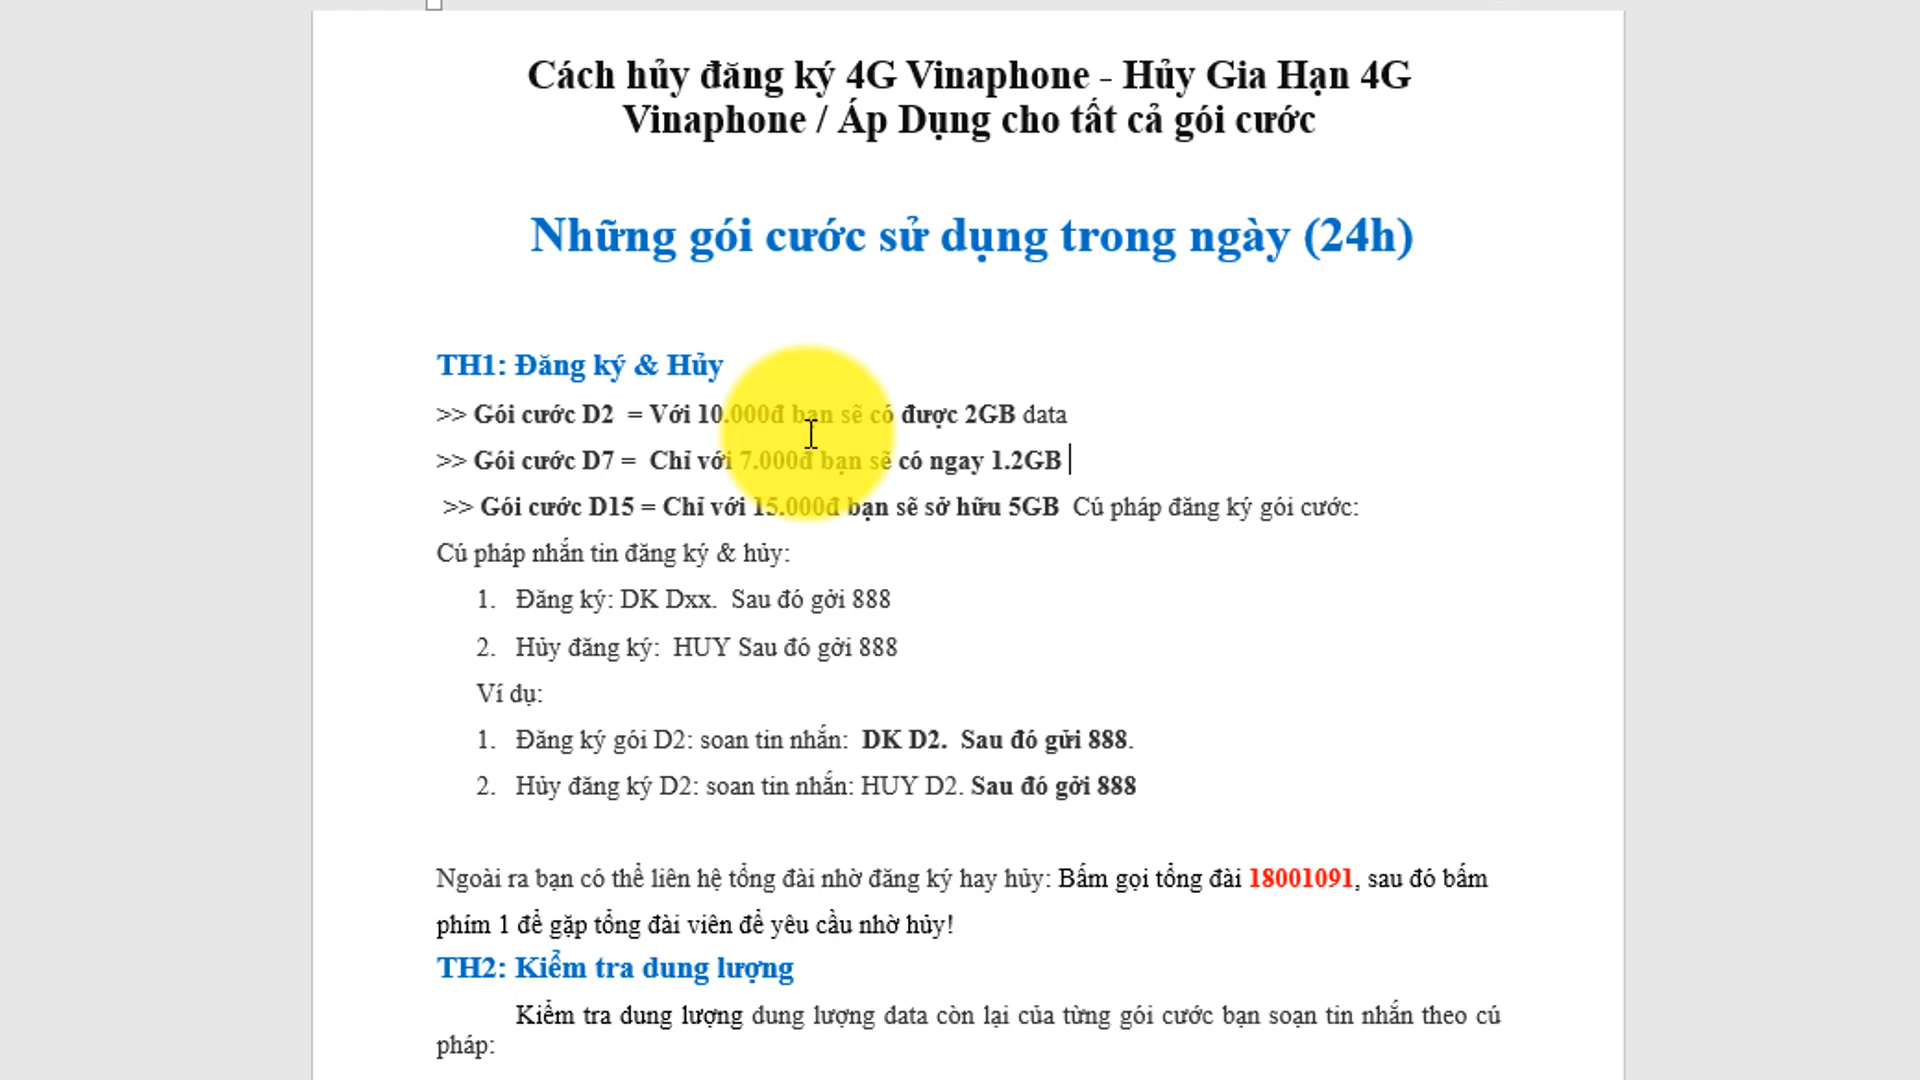 Cách hủy đăng ký 4G Vinaphone - Hủy Gia Hạn 4G
Vinaphone / Áp Dụng cho tất cả gói cước
Những gói cước sử dụng trong ngày (24h)
TH1: Đăng ký & Hủy
>> Gói cước D2 = Với 10.000đ bạn sẽ có được 2GB data
>> Gói cước D7 = Chỉ với 7.000đ bạn sẽ có ngay 1.2GB
>> Gói cước D15 = Chỉ với 15.000đ bạn sẽ sở hữu 5GB Cú pháp đăng ký gói cước:
Cú pháp nhắn tin đăng ký & hủy:
1. Đăng ký: DK Dxx. Sau đó gởi 888
2. Hủy đăng ký: HUY Sau đó gởi 888
Ví dụ:
1. Đăng ký gói D2: soan tin nhắn: DK D2. Sau đó gửi 888.
2. Hủy đăng ký D2: soan tin nhắn: HUY D2. Sau đó gởi 888
Ngoài ra bạn có thể liên hệ tổng đài nhờ đăng ký hay hủy: Bấm gọi tổng đài 18001091, sau đó bấm
phím 1 để gặp tổng đài viên để yêu cầu nhờ hủy!
TH2: Kiểm tra dung lượng
Kiểm tra dung lượng dung lượng data còn lại của từng gói cước bạn soạn tin nhắn theo cú
pháp: